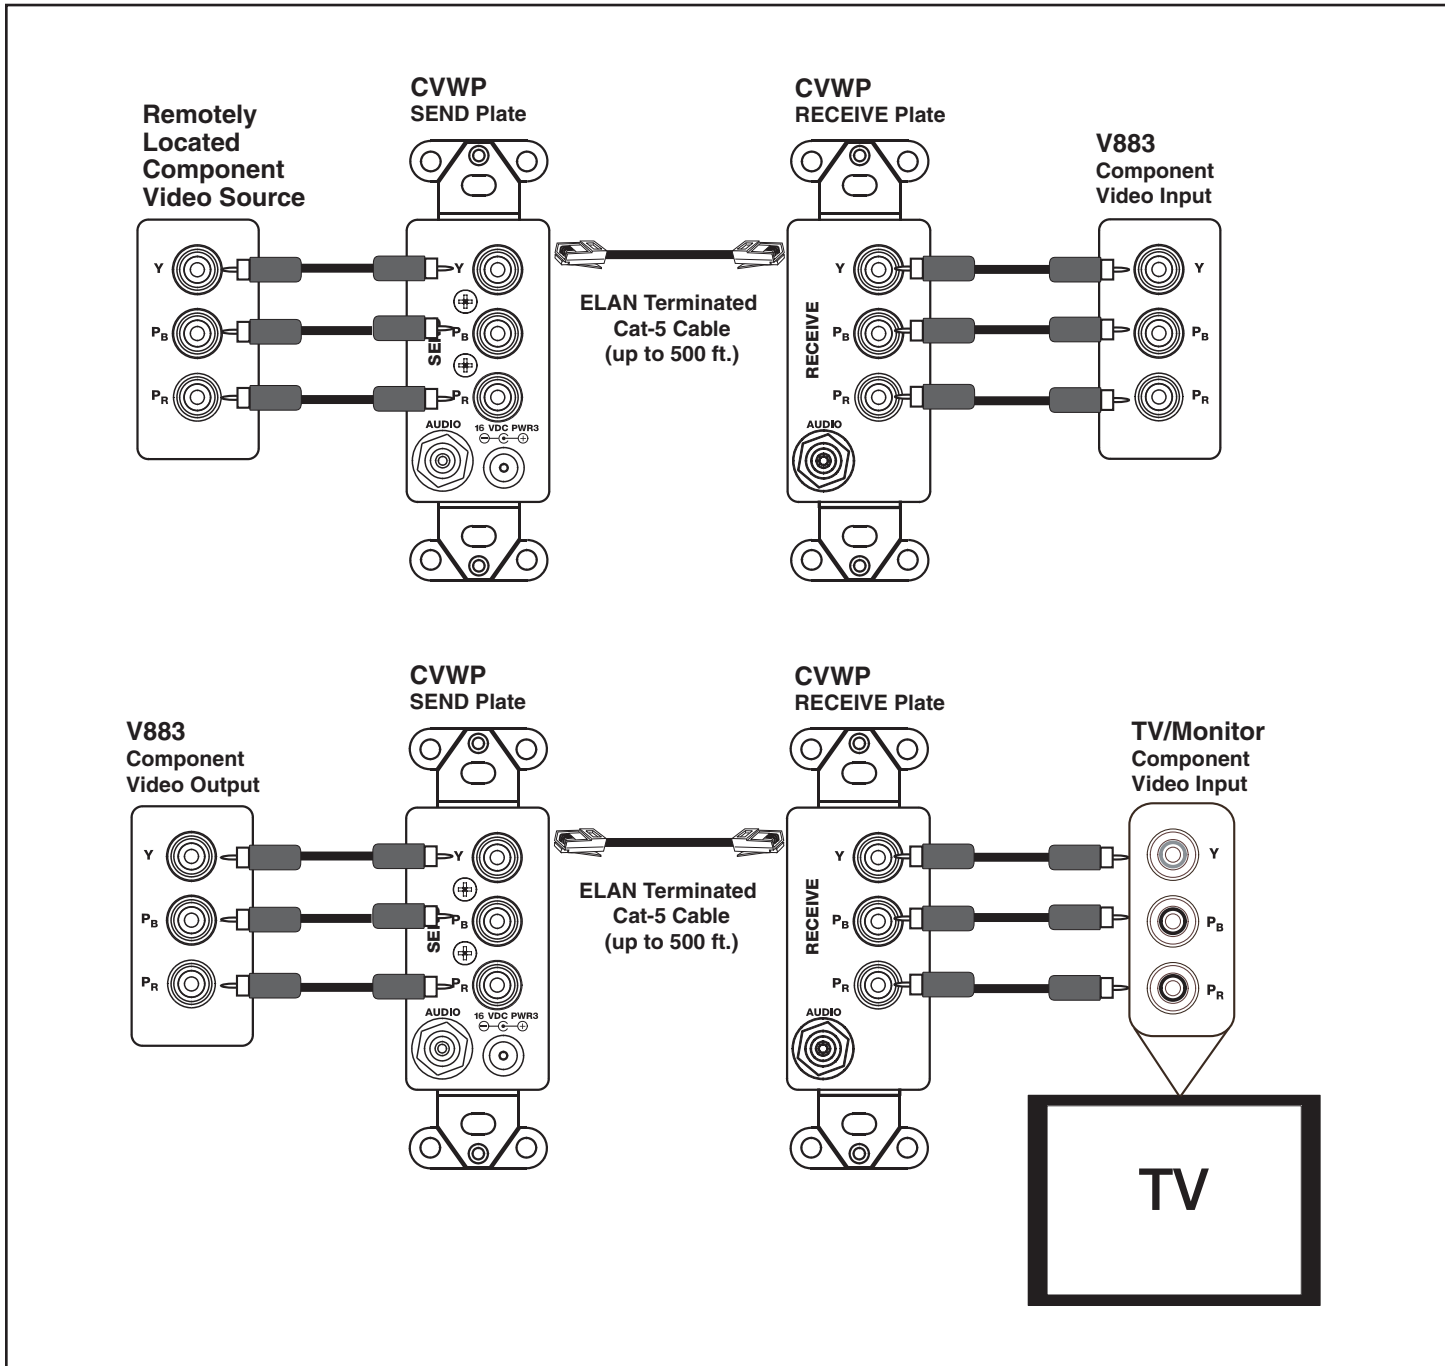 CVWP
SEND Plate
CVWP
RECEIVE Plate
Remotely
Located
Component
Video Source
V883
Component
Video Input
Y
PB
PR
Y
PB
PR
AUDIO
16 VDC PWR3
ELAN Terminated
Cat-5 Cable
(up to 500 ft.)
RECEIVE
Y
PB
PR
AUDIO
Y
PB
PR
CVWP
SEND Plate
CVWP
RECEIVE Plate
V883
Component
Video Output
TV/Monitor
Component
Video Input
Y
PB
PR
Y
PB
PR
AUDIO
16 VDC PWR3
ELAN Terminated
Cat-5 Cable
(up to 500 ft.)
RECEIVE
Y
PB
PR
AUDIO
Y
PB
PR
TV